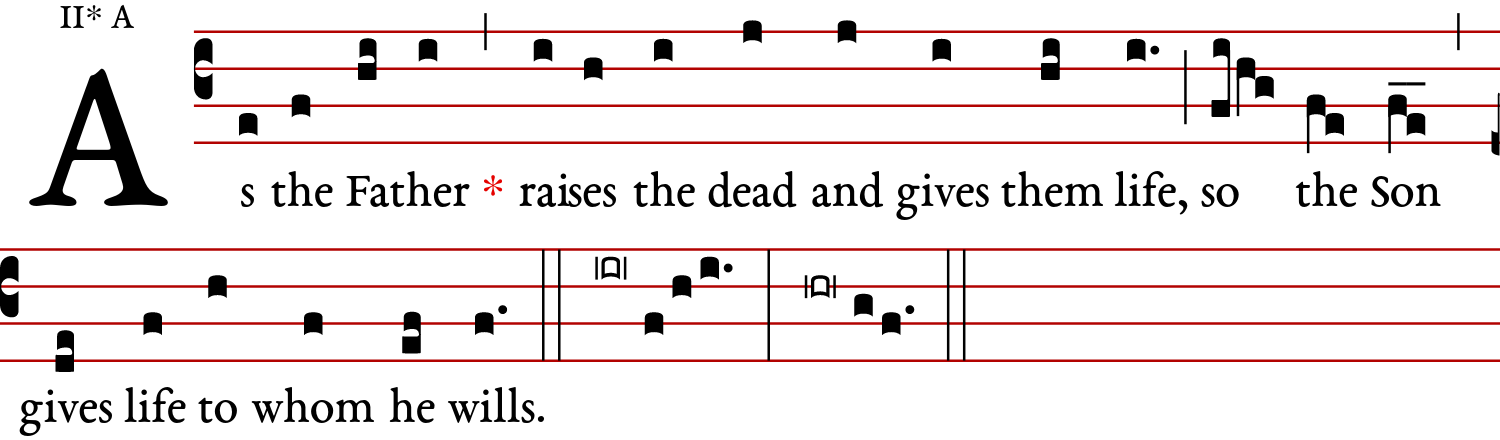 II* A
As the Father * raises the dead and gives them life, so the Son
gives life to whom he wills.